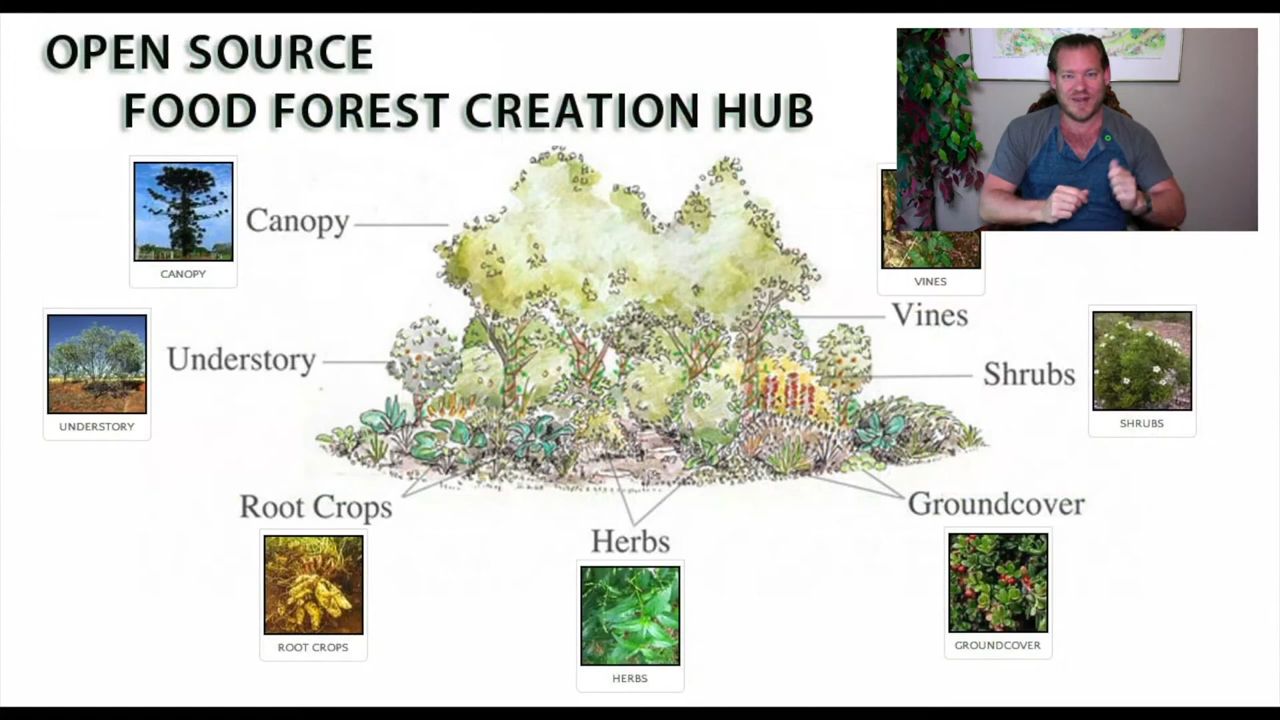 OPEN SOURCE
FOOD FOREST CREATION HUB
Canopy
CANOPY
VINES
Vines
Understory
UNDERSTORY
Shrubs
SHRUBS
Root Crops
ROOT CROPS
Herbs
HERBS
Groundcover
GROUNDCOVER